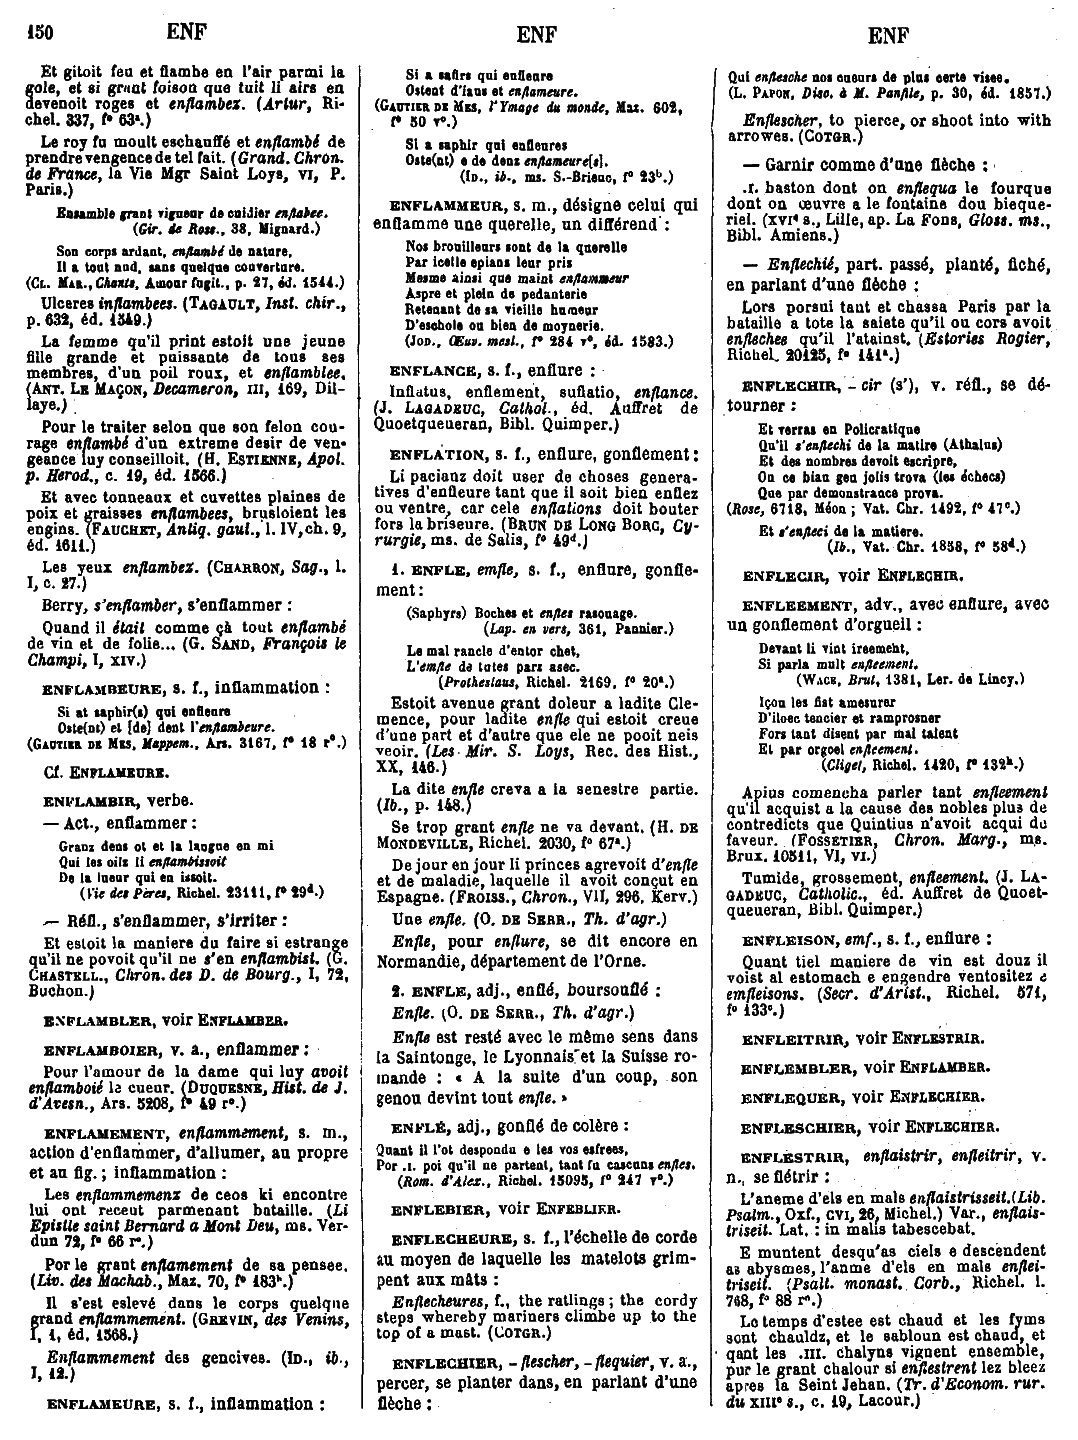 150 ENF
ENF
ENF
Et gitoit feu et flambe en l'air parmi la
gole, et si grant foison que tuit li airs en
devenoit roges et enflambez. (Artur, Ri-
chel. 337, f° 63ª.)
Le roy fu moult eschauffé et enflambé de
prendre vengence de tel fait. (Grand. Chron.
de France, la Vie Mgr Saint Loys, VI, P.
Paris.)
Ensamble grant vigueur de cuidier enflabee.
(Gir. de Ross., 38, Mignard.)
Son corps ardant, enflambé de nature,
Il a tout nud, sans quelque couverture.
(CL. MAR., Chants, Amour fugit., p. 27, éd. 1544.)
Ulceres inflambees. (TAGAULT, Inst. chir.,
p. 632, éd. 1549.)
La femme qu'il print estoit une jeune
fille grande et puissante de tous ses
membres, d'un poil roux, et enflamblee.
(ANT. LE MAÇON, Decameron, III, 169, Dil-
laye.)
Pour le traiter selon que son felon cou-
rage enflambé d'un extreme desir de ven-
geance luy conseilloit. (H. ESTIENNE, Apol.
p. Herod., c. 19, éd. 1566.)
Et avec tonneaux et cuvettes plaines de
poix et graisses enflambees, brusloient les
engins. (FAUCHET, Antiq. gaul., l. IV, ch. 9,
éd. 1611.)
Les yeux enflambez. (CHARRON, Sag., l.
I, c. 27.)
Berry, s'enflamber, s'enflammer :
Quand il était comme çà tout enflambé
de vin et de folie... (G. SAND, François le
Champi, I, XIV.)
ENFLAMBEURE, s. f., inflammation :
Si at saphir(s) qui enfleure
Oste(nt) et [de] dent l'enflambeure.
(GAUTIER DE MES, Mappem., Ars. 3167, f° 18 r°.)
Cf. ENFLAMEURE.
ENFLAMBIR, verbe.
— Act., enflammer :
Granz dens ot et la langue en mi
Qui les oilz li enflambissoit
De la lueur qui en issoit.
(Vie des Pères, Richel. 23111, f° 29ᵈ.)
— Réfl., s'enflammer, s'irriter :
Et estoit la maniere du faire si estrange
qu'il ne povoit qu'il ne s'en enflambist. (G.
CHASTELL., Chron. des D. de Bourg., I, 72,
Buchon.)
ENFLAMBLER, voir ENFLAMBER.
ENFLAMBOIER, v. a., enflammer :
Pour l'amour de la dame qui luy avoit
enflamboié le cueur. (DUQUESNE, Hist. de J.
d'Avesn., Ars. 5208, f° 49 r°.)
ENFLAMEMENT, enflammement, s. m.,
action d'enflammer, d'allumer, au propre
et au fig. ; inflammation :
Les enflammemenz de ceos ki encontre
lui ont receut parmenant bataille. (Li
Epistle saint Bernard a Mont Deu, ms. Ver-
dun 72, f° 66 r°.)
Por le grant enflamement de sa pensee.
(Liv. des Machab., Maz. 70, f° 183ᵇ.)
Il s'est eslevé dans le corps quelque
grand enflammement. (GREVIN, des Venins,
I, 1, éd. 1568.)
Enflammement des gencives. (ID., ib.,
I, 12.)
ENFLAMEURE, s. f., inflammation :
Si a safirs qui enfleure
Ostent d'iaus et enflameure.
(GAUTIER DE MES, l'Ymage du monde, Maz. 602,
f° 50 v°.)
Si a saphir qui enfleures
Oste(nt) e de denz enflameure[s].
(ID., ib., ms. S.-Brieuc, f° 23ᵇ.)
ENFLAMMEUR, s. m., désigne celui qui
enflamme une querelle, un différend :
Nos brouilleurs sont de la querelle
Par icelle epians leur pris
Mesme ainsi que maint enflammeur
Aspre et plein de pedanterie
Retenant de sa vieille humeur
D'eschole ou bien de moynerie.
(JOD., Œuv. mesl., f° 284 v°, éd. 1583.)
ENFLANCE, s. f., enflure :
Inflatus, enflement, suflatio, enflance.
(J. LAGADEUC, Cathol., éd. Auffret de
Quoetqueueran, Bibl. Quimper.)
ENFLATION, s. f., enflure, gonflement :
Li pacianz doit user de choses genera-
tives d'enfleure tant que il soit bien enflez
ou ventre, car cele enflations doit bouter
fors la briseure. (BRUN DE LONG BORC, Cy-
rurgie, ms. de Salis, f° 49ᵈ.)
1. ENFLE, emfle, s. f., enflure, gonfle-
ment :
(Saphyrs) Boches et enfles rasouage.
(Lap. en vers, 361, Pannier.)
Le mal rancle d'entor chet,
L'emfle de totes parz asec.
(Prothesiaus, Richel. 2169, f° 20ª.)
Estoit avenue grant doleur a ladite Cle-
mence, pour ladite enfle qui estoit creue
d'une part et d'autre que ele ne pooit neis
veoir. (Les Mir. S. Loys, Rec. des Hist.,
XX, 146.)
La dite enfle creva a la senestre partie.
(Ib., p. 148.)
Se trop grant enfle ne va devant. (H. DE
MONDEVILLE, Richel. 2030, f° 67ª.)
De jour en jour li princes agrevoit d'enfle
et de maladie, laquelle il avoit conçut en
Espagne. (FROISS., Chron., VII, 296, Kerv.)
Une enfle. (O. DE SERR., Th. d'agr.)
Enfle, pour enflure, se dit encore en
Normandie, département de l'Orne.
2. ENFLE, adj., enflé, boursouflé :
Enfle. (O. DE SERR., Th. d'agr.)
Enfle est resté avec le même sens dans
la Saintonge, le Lyonnais et la Suisse ro-
mande : « A la suite d'un coup, son
genou devint tout enfle. »
ENFLÉ, adj., gonflé de colère :
Quant il l'ot despondu e les vos esfrees,
Por .I. poi qu'il ne partent, tant fu cascuns enfles.
(Rom. d'Alex., Richel. 15095, f° 247 v°.)
ENFLEBIER, voir ENFEBLIER.
ENFLECHEURE, s. f., l'échelle de corde
au moyen de laquelle les matelots grim-
pent aux mâts :
Enflecheures, f., the ratlings ; the cordy
steps whereby mariners climbe up to the
top of a mast. (COTGR.)
ENFLECHIER, - flescher, - flequier, v. a.,
percer, se planter dans, en parlant d'une
flèche :
Qui enflesche nos cueurs de plus certe visee.
(L. PAPON, Disc. à M. Panfile, p. 30, éd. 1857.)
Enflescher, to pierce, or shoot into with
arrowes. (COTGR.)
— Garnir comme d'une flèche :
.I. baston dont on enflequa le fourque
dont on œuvre a le fontaine dou bieque-
riel. (XVIᵉ s., Lille, ap. La Fons, Gloss. ms.,
Bibl. Amiens.)
— Enflechié, part. passé, planté, fiché,
en parlant d'une flèche :
Lors porsui tant et chassa Paris par la
bataille a tote la saiete qu'il ou cors avoit
enflechee qu'il l'atainst. (Estories Rogier,
Richel. 20125, f° 141ª.)
ENFLECHIR, - cir (s'), v. réfl., se dé-
tourner :
Et verras en Policratique
Qu'il s'enflechi de la matire (Athalus)
Et des nombres devoit escripre,
Ou ce bian geu jolis trova (les échecs)
Que par demonstrance prova.
(Rose, 6718, Méon ; Vat. Chr. 1492, f° 47ᶜ.)
Et s'enfleci de la matiere.
(Ib., Vat. Chr. 1858, f° 58ᵈ.)
ENFLECIR, voir ENFLECHIR.
ENFLEEMENT, adv., avec enflure, avec
un gonflement d'orgueil :
Devant li vint ireement,
Si parla mult enfleement.
(WACE, Brut, 1381, Ler. de Lincy.)
Içou les fist amesurer
D'iloec tencier et ramprosner
Fors tant disent par mal talent
Et par orgoel enfleement.
(Cliget, Richel. 1420, f° 132ᵇ.)
Apius comencha parler tant enfleement
qu'il acquist a la cause des nobles plus de
contredicts que Quintius n'avoit acqui du
faveur. (FOSSETIER, Chron. Marg., ms.
Brux. 10511, VI, VI.)
Tumide, grossement, enfleement. (J. LA-
GADEUC, Catholic., éd. Auffret de Quoet-
queueran, Bibl. Quimper.)
ENFLEISON, emf., s. f., enflure :
Quant tiel maniere de vin est douz il
voist al estomach e engendre ventositez e
emfleisons. (Secr. d'Arist., Richel. 571,
f° 133ᶜ.)
ENFLEITRIR, voir ENFLESTRIR.
ENFLEMBLER, voir ENFLAMBER.
ENFLEQUER, voir ENFLECHIER.
ENFLESCHIER, voir ENFLECHIER.
ENFLESTRIR, enflaistrir, enfleitrir, v.
n., se flétrir :
L'aneme d'els en mals enflaistrisseit. (Lib.
Psalm., Oxf., CVI, 26, Michel.) Var., enflais-
triseit. Lat. : in malis tabescebat.
E muntent desqu'as ciels e descendent
as abysmes, l'anme d'els en mals enflei-
triseit. (Psalt. monast. Corb., Richel. l.
768, f° 88 r°.)
Le temps d'estee est chaud et les fyms
sont chauldz, et le sabloun est chaud, et
qant les .III. chalyns vignent ensemble,
pur le grant chalour si enflestrent lez bleez
apres la Seint Jehan. (Tr. d'Econom. rur.
du XIIIᵉ s., c. 19, Lacour.)